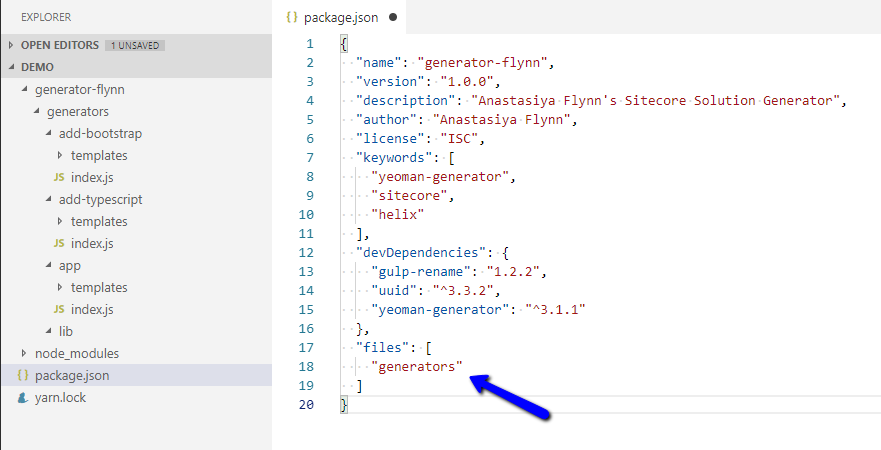 EXPLORER
OPEN EDITORS 1 UNSAVED
DEMO
generator-flynn
generators
add-bootstrap
templates
JS index.js
add-typescript
templates
JS index.js
app
templates
JS index.js
lib
node_modules
{ } package.json
yarn.lock
{ } package.json ●
1 {
2 "name": "generator-flynn",
3 "version": "1.0.0",
4 "description": "Anastasiya Flynn's Sitecore Solution Generator",
5 "author": "Anastasiya Flynn",
6 "license": "ISC",
7 "keywords": [
8 "yeoman-generator",
9 "sitecore",
10 "helix"
11 ],
12 "devDependencies": {
13 "gulp-rename": "1.2.2",
14 "uuid": "^3.3.2",
15 "yeoman-generator": "^3.1.1"
16 },
17 "files": [
18 "generators"
19 ]
20 }